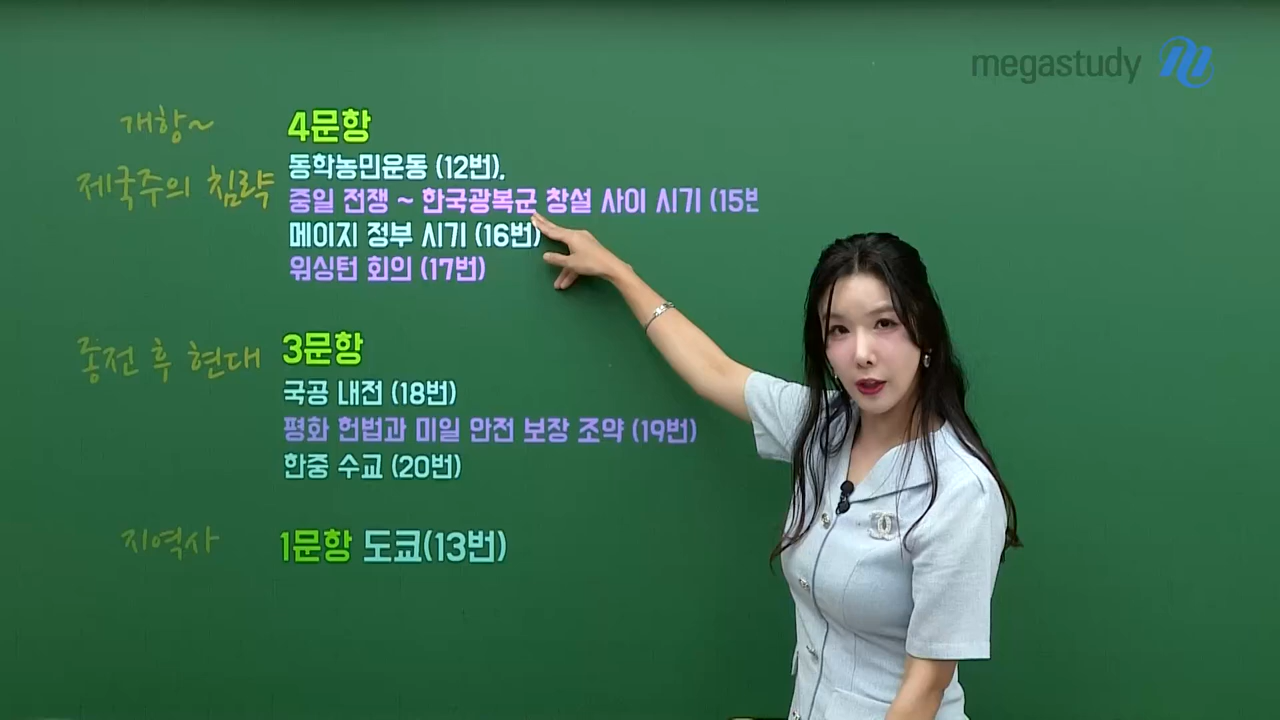 megastudy
개항~
제국주의 침략
4문항
동학농민운동 (12번),
중일 전쟁 ~ 한국광복군 창설 사이 시기 (15번
메이지 정부 시기 (16번)
워싱턴 회의 (17번)
종전 후 현대
3문항
국공 내전 (18번)
평화 헌법과 미일 안전 보장 조약 (19번)
한중 수교 (20번)
지역사
1문항 도쿄(13번)